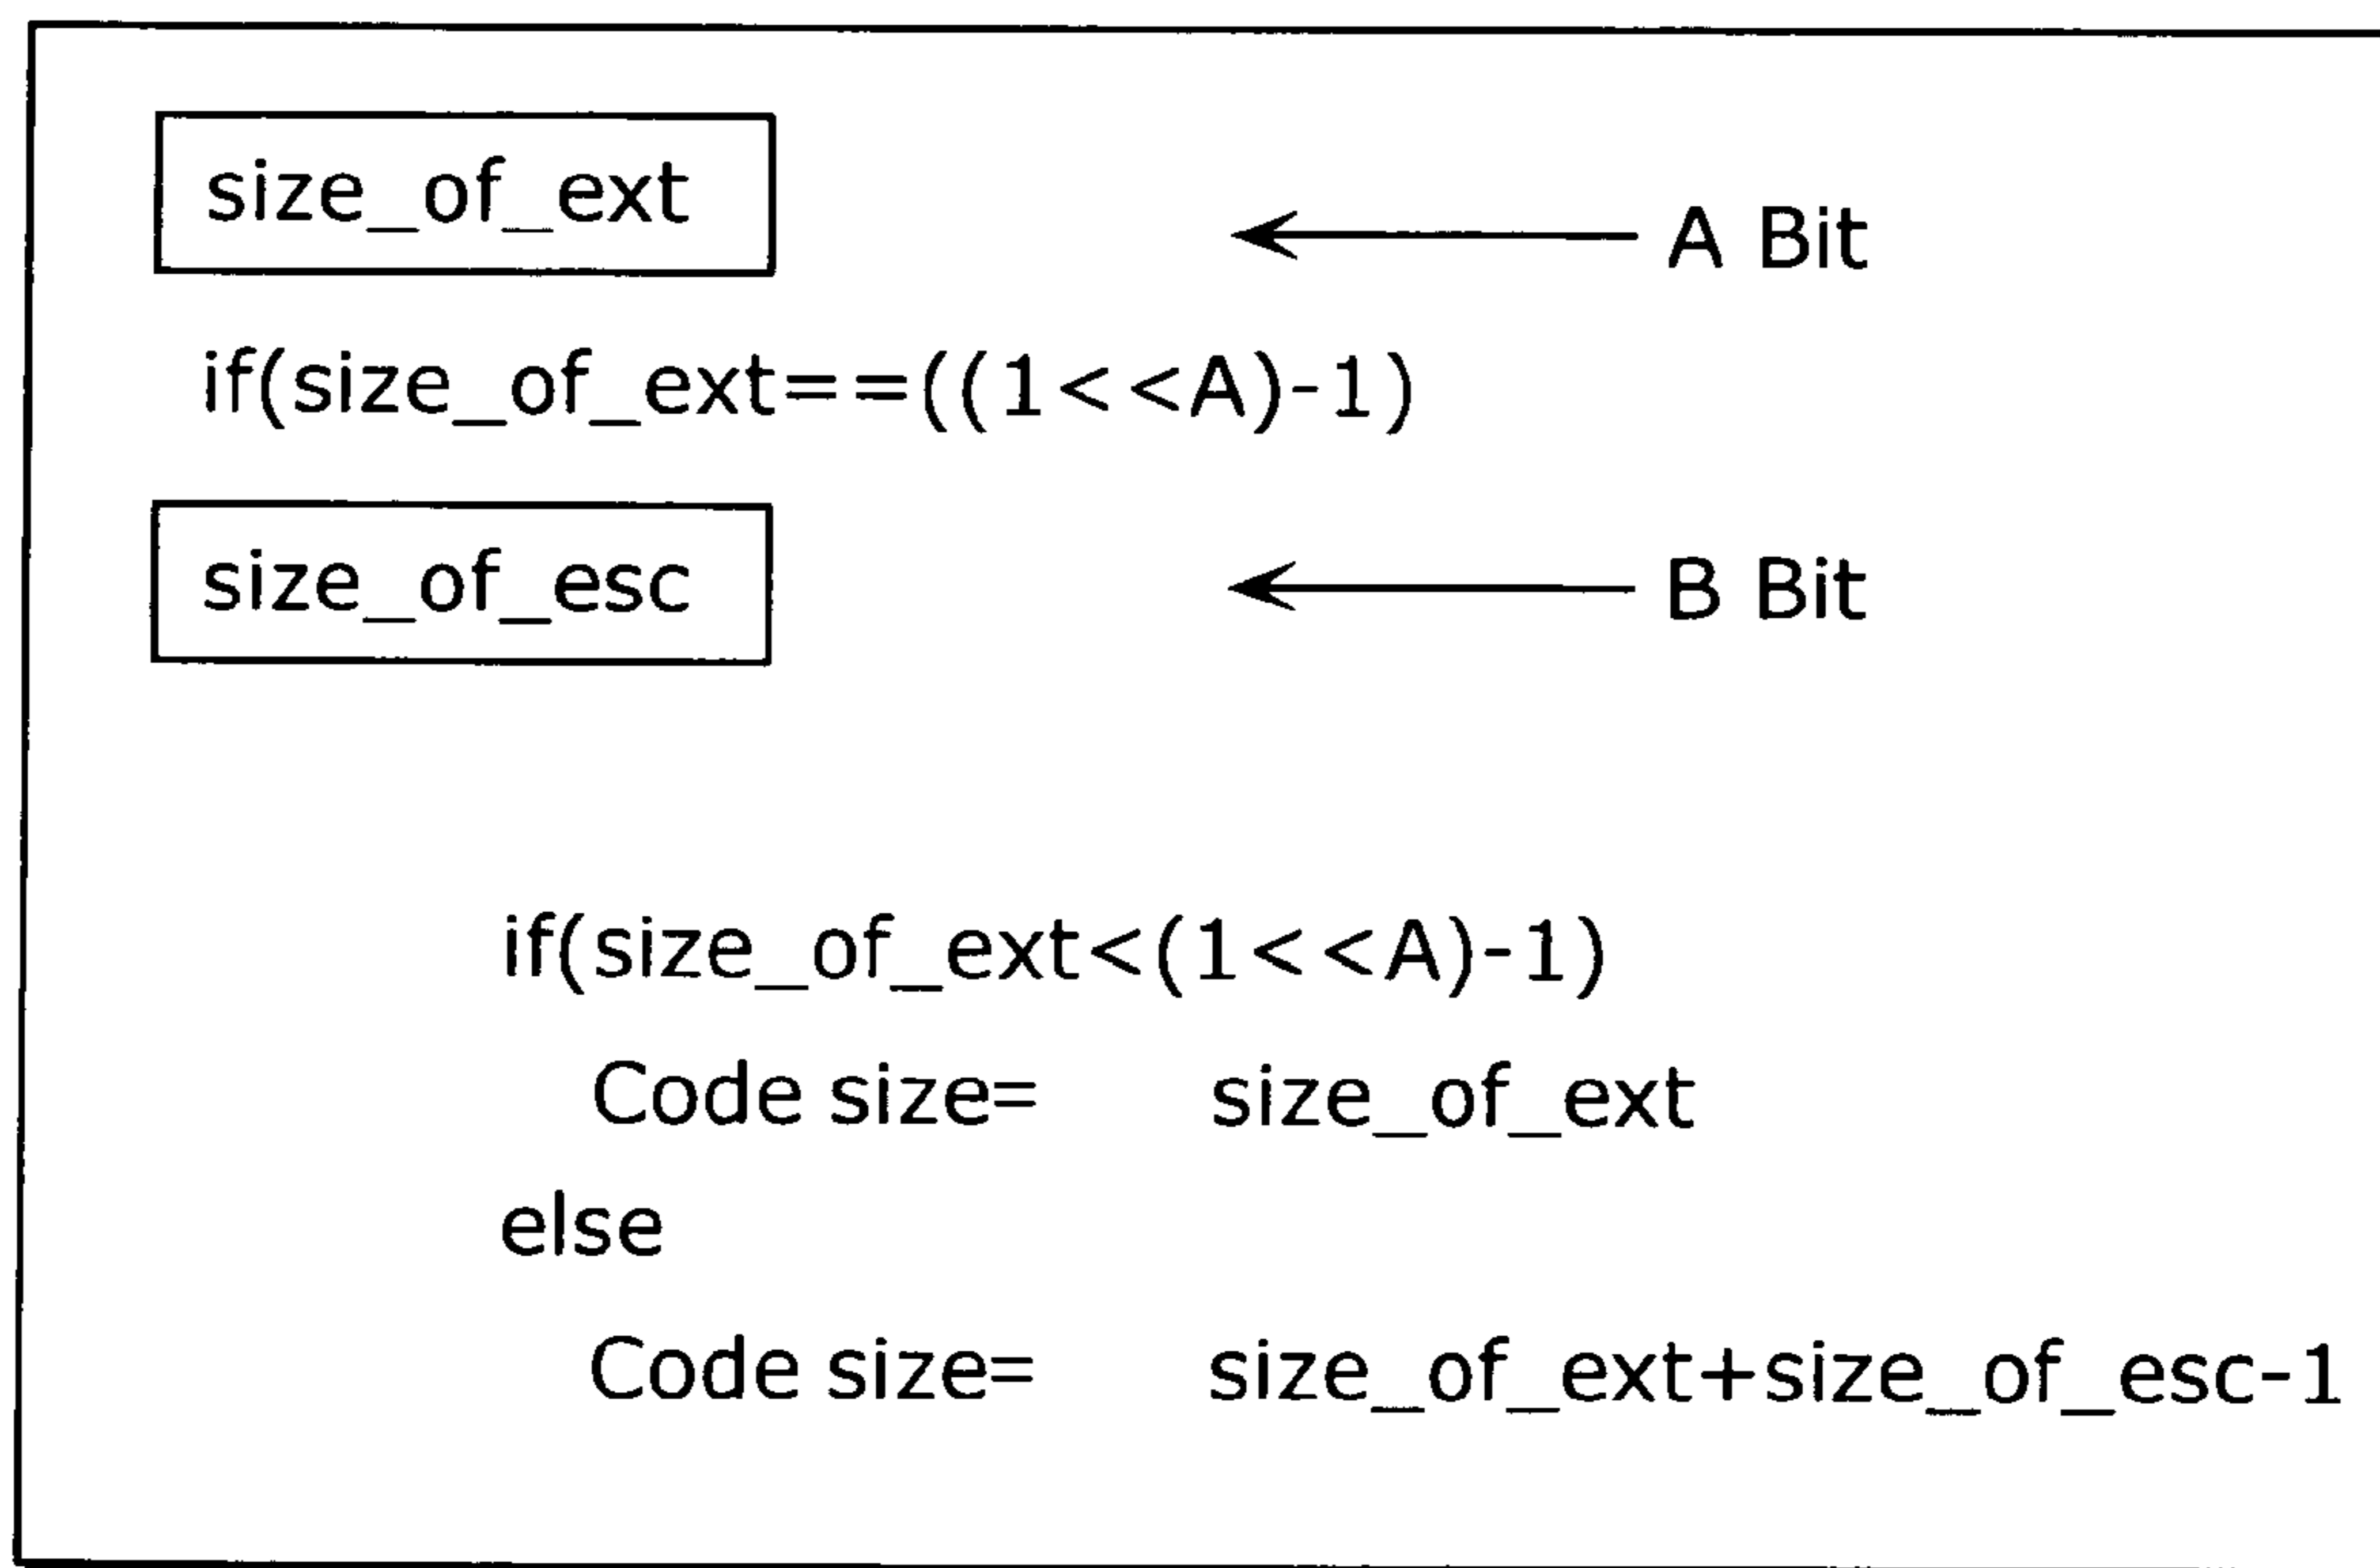 size_of_ext
A Bit
if(size_of_ext==((1<<A)-1)
size_of_esc
B Bit
if(size_of_ext<(1<<A)-1)
Code size= size_of_ext
else
Code size= size_of_ext+size_of_esc-1